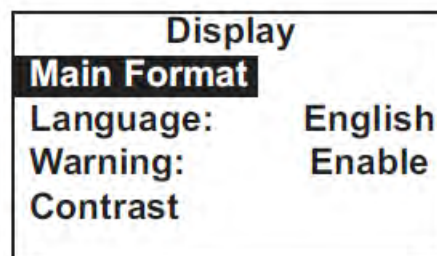 Display
Main Format
Language: English
Warning: Enable
Contrast